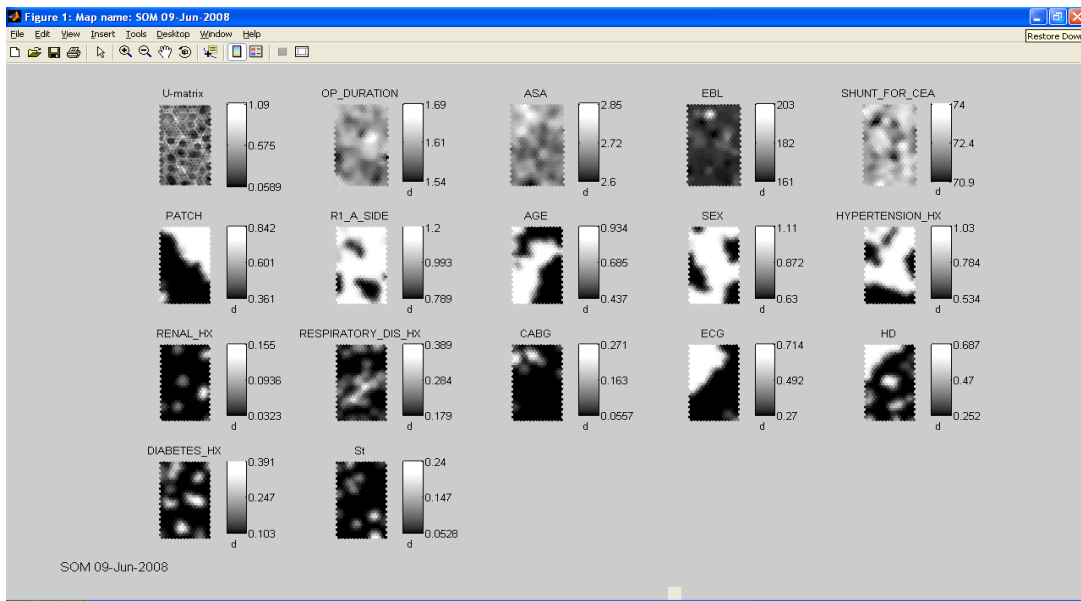 Figure 1: Map name: SOM 09-Jun-2008
File Edit View Insert Tools Desktop Window Help
Restore Down
U-matrix OP_DURATION ASA EBL SHUNT_FOR_CEA
1.09 1.69 2.85 203 74
0.575 1.61 2.72 182 72.4
0.0589 1.54 2.6 161 70.9
d d d d
PATCH R1_A_SIDE AGE SEX HYPERTENSION_HX
0.842 1.2 0.934 1.11 1.03
0.601 0.993 0.685 0.872 0.784
0.361 0.789 0.437 0.63 0.534
d d d d d
RENAL_HX RESPIRATORY_DIS_HX CABG ECG HD
0.155 0.389 0.271 0.714 0.687
0.0936 0.284 0.163 0.492 0.47
0.0323 0.179 0.0557 0.27 0.252
d d d d d
DIABETES_HX St
0.391 0.24
0.247 0.147
0.103 0.0528
d d
SOM 09-Jun-2008